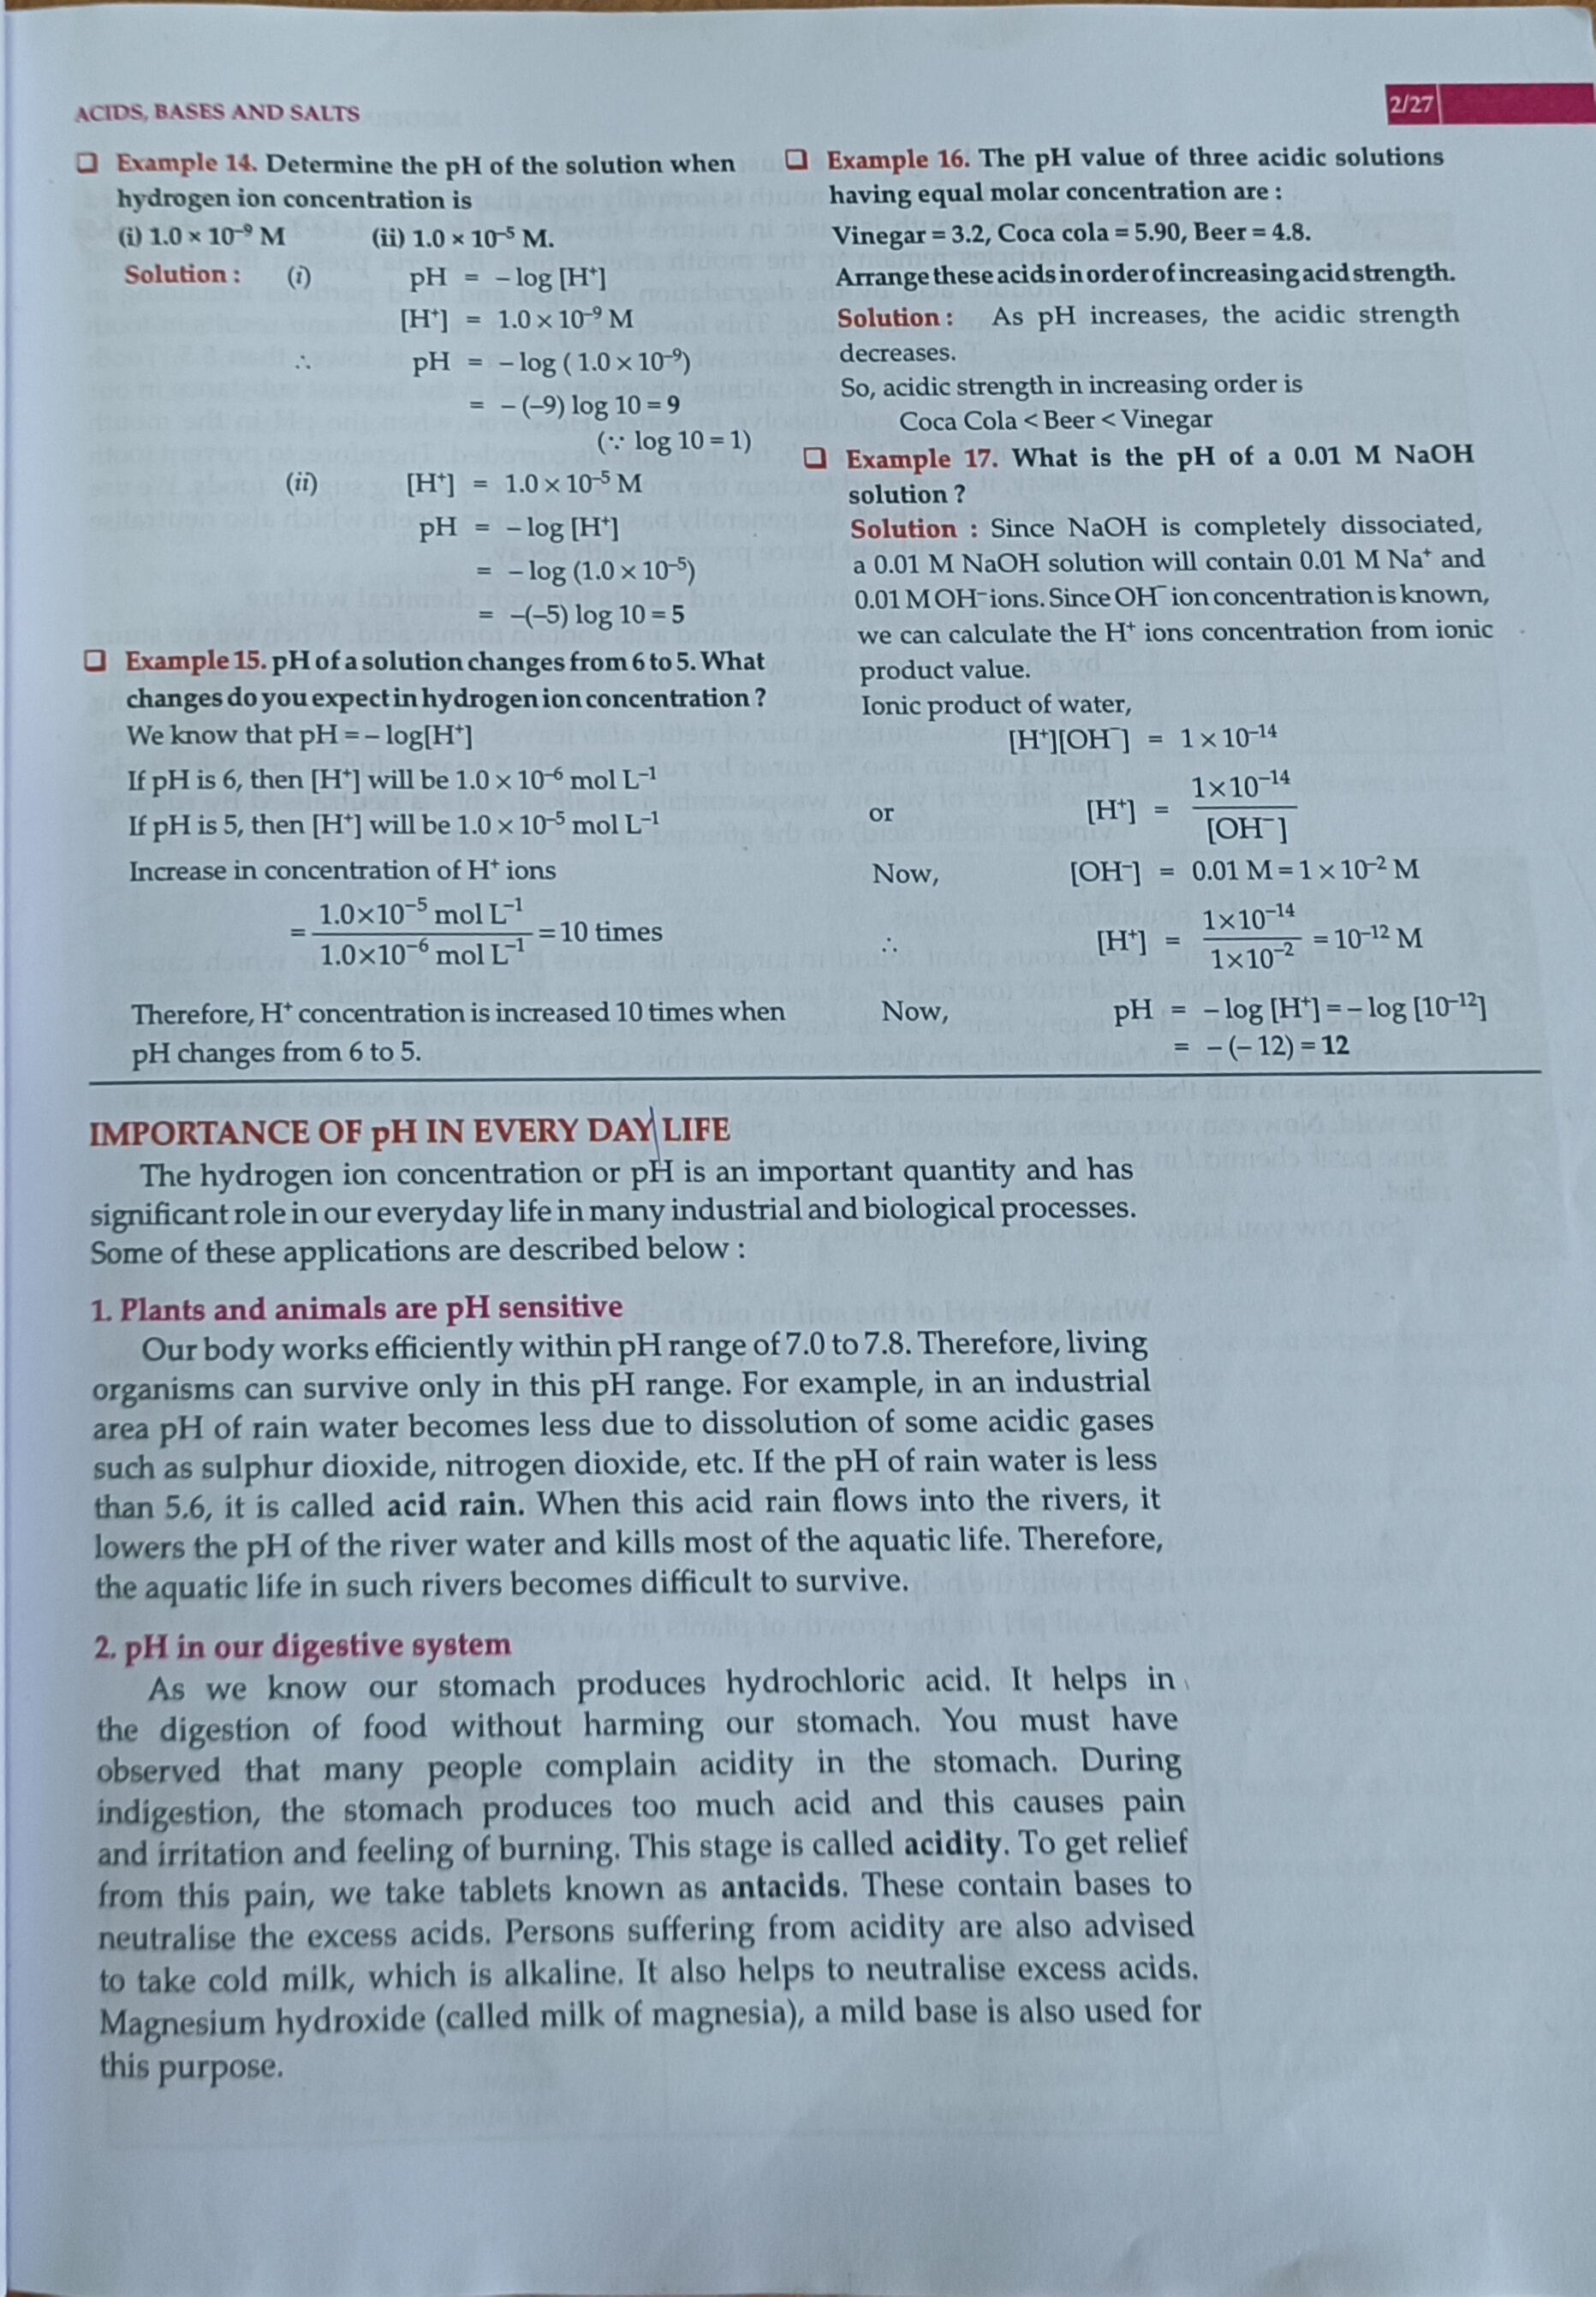 ACIDS, BASES AND SALTS
2/27
❑ Example 14. Determine the pH of the solution when
hydrogen ion concentration is
(i) 1.0 × 10⁻⁹ M (ii) 1.0 × 10⁻⁵ M.
Solution : (i) pH = – log [H⁺]
[H⁺] = 1.0 × 10⁻⁹ M
∴ pH = – log ( 1.0 × 10⁻⁹)
= – (–9) log 10 = 9
(∵ log 10 = 1)
(ii) [H⁺] = 1.0 × 10⁻⁵ M
pH = – log [H⁺]
= – log (1.0 × 10⁻⁵)
= –(–5) log 10 = 5
❑ Example 15. pH of a solution changes from 6 to 5. What
changes do you expect in hydrogen ion concentration ?
We know that pH = – log[H⁺]
If pH is 6, then [H⁺] will be 1.0 × 10⁻⁶ mol L⁻¹
If pH is 5, then [H⁺] will be 1.0 × 10⁻⁵ mol L⁻¹
Increase in concentration of H⁺ ions
= 1.0×10⁻⁵ mol L⁻¹ / 1.0×10⁻⁶ mol L⁻¹ = 10 times
Therefore, H⁺ concentration is increased 10 times when
pH changes from 6 to 5.
❑ Example 16. The pH value of three acidic solutions
having equal molar concentration are :
Vinegar = 3.2, Coca cola = 5.90, Beer = 4.8.
Arrange these acids in order of increasing acid strength.
Solution : As pH increases, the acidic strength
decreases.
So, acidic strength in increasing order is
Coca Cola < Beer < Vinegar
❑ Example 17. What is the pH of a 0.01 M NaOH
solution ?
Solution : Since NaOH is completely dissociated,
a 0.01 M NaOH solution will contain 0.01 M Na⁺ and
0.01 M OH⁻ ions. Since OH⁻ ion concentration is known,
we can calculate the H⁺ ions concentration from ionic
product value.
Ionic product of water,
[H⁺][OH⁻] = 1 × 10⁻¹⁴
or [H⁺] = 1×10⁻¹⁴ / [OH⁻]
Now, [OH⁻] = 0.01 M = 1 × 10⁻² M
∴ [H⁺] = 1×10⁻¹⁴ / 1×10⁻² = 10⁻¹² M
Now, pH = – log [H⁺] = – log [10⁻¹²]
= – (– 12) = 12
IMPORTANCE OF pH IN EVERY DAY LIFE
The hydrogen ion concentration or pH is an important quantity and has
significant role in our everyday life in many industrial and biological processes.
Some of these applications are described below :
1. Plants and animals are pH sensitive
Our body works efficiently within pH range of 7.0 to 7.8. Therefore, living
organisms can survive only in this pH range. For example, in an industrial
area pH of rain water becomes less due to dissolution of some acidic gases
such as sulphur dioxide, nitrogen dioxide, etc. If the pH of rain water is less
than 5.6, it is called acid rain. When this acid rain flows into the rivers, it
lowers the pH of the river water and kills most of the aquatic life. Therefore,
the aquatic life in such rivers becomes difficult to survive.
2. pH in our digestive system
As we know our stomach produces hydrochloric acid. It helps in
the digestion of food without harming our stomach. You must have
observed that many people complain acidity in the stomach. During
indigestion, the stomach produces too much acid and this causes pain
and irritation and feeling of burning. This stage is called acidity. To get relief
from this pain, we take tablets known as antacids. These contain bases to
neutralise the excess acids. Persons suffering from acidity are also advised
to take cold milk, which is alkaline. It also helps to neutralise excess acids.
Magnesium hydroxide (called milk of magnesia), a mild base is also used for
this purpose.